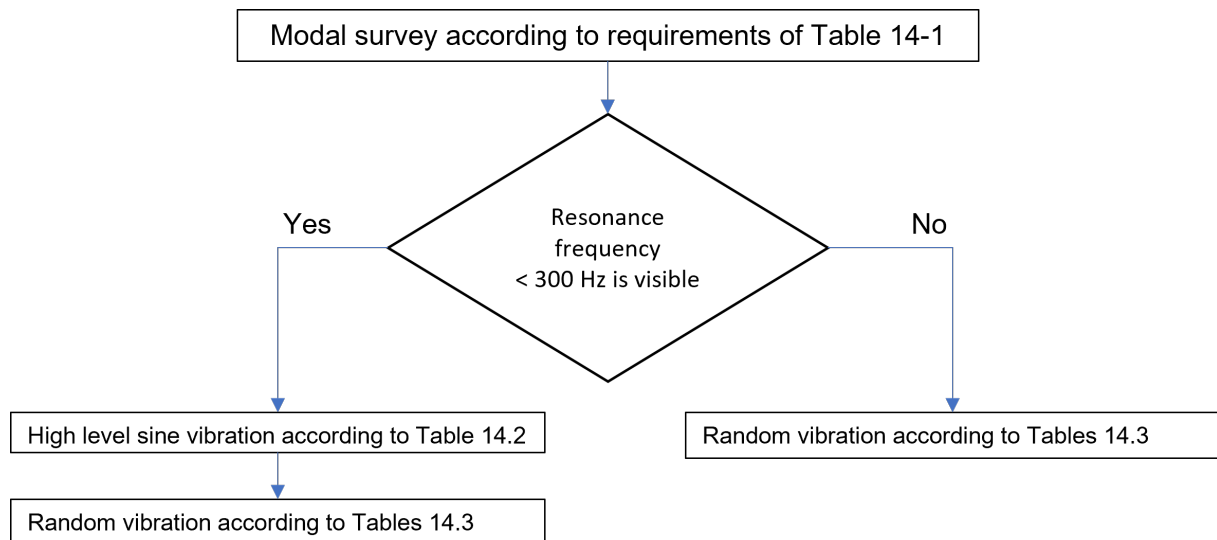 Modal survey according to requirements of Table 14-1
Yes
Resonance
frequency
< 300 Hz is visible
No
High level sine vibration according to Table 14.2
Random vibration according to Tables 14.3
Random vibration according to Tables 14.3